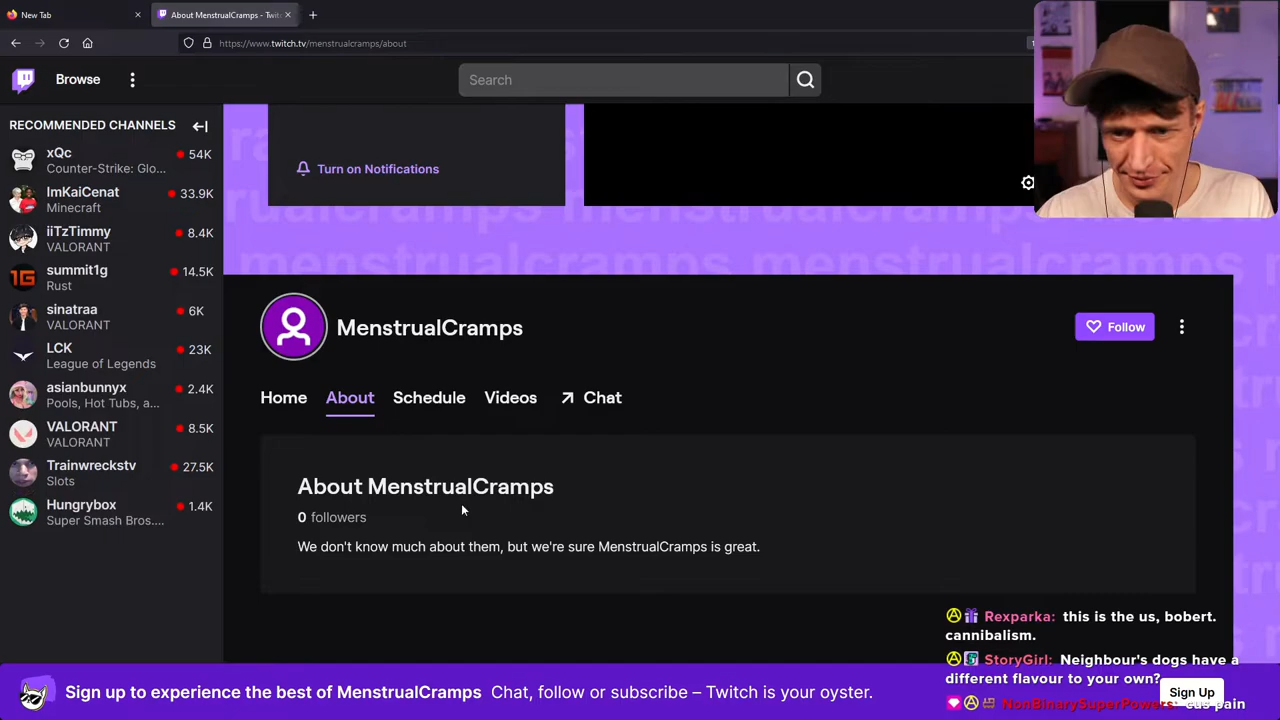 New Tab
About MenstrualCramps - Twitc
https://www.twitch.tv/menstrualcramps/about
Browse
Search
RECOMMENDED CHANNELS
xQc
54K
Counter-Strike: Glo...
ImKaiCenat
33.9K
Minecraft
iiTzTimmy
8.4K
VALORANT
summit1g
14.5K
Rust
sinatraa
6K
VALORANT
LCK
23K
League of Legends
asianbunnyx
2.4K
Pools, Hot Tubs, a...
VALORANT
8.5K
VALORANT
Trainwreckstv
27.5K
Slots
Hungrybox
1.4K
Super Smash Bros....
Turn on Notifications
menstrualcramps menstrualcramps
MenstrualCramps
Follow
Home
About
Schedule
Videos
Chat
About MenstrualCramps
0 followers
We don't know much about them, but we're sure MenstrualCramps is great.
Rexparka: this is the us, bobert.
cannibalism.
StoryGirl: Neighbour's dogs have a
different flavour to your own?
NonBinarySuperPowers: pain
Sign up to experience the best of MenstrualCramps
Chat, follow or subscribe – Twitch is your oyster.
Sign Up